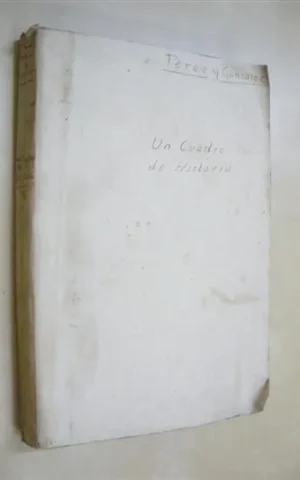 Perez y Gonzalez
Un Cuadro
de Historia